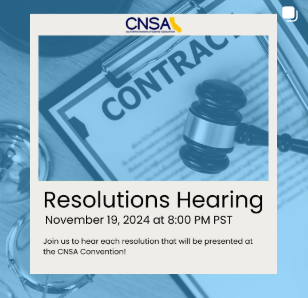 CNSA
CONTRACT
Resolutions Hearing
November 19, 2024 at 8:00 PM PST
Join us to hear each resolution that will be presented at
the CNSA Convention!